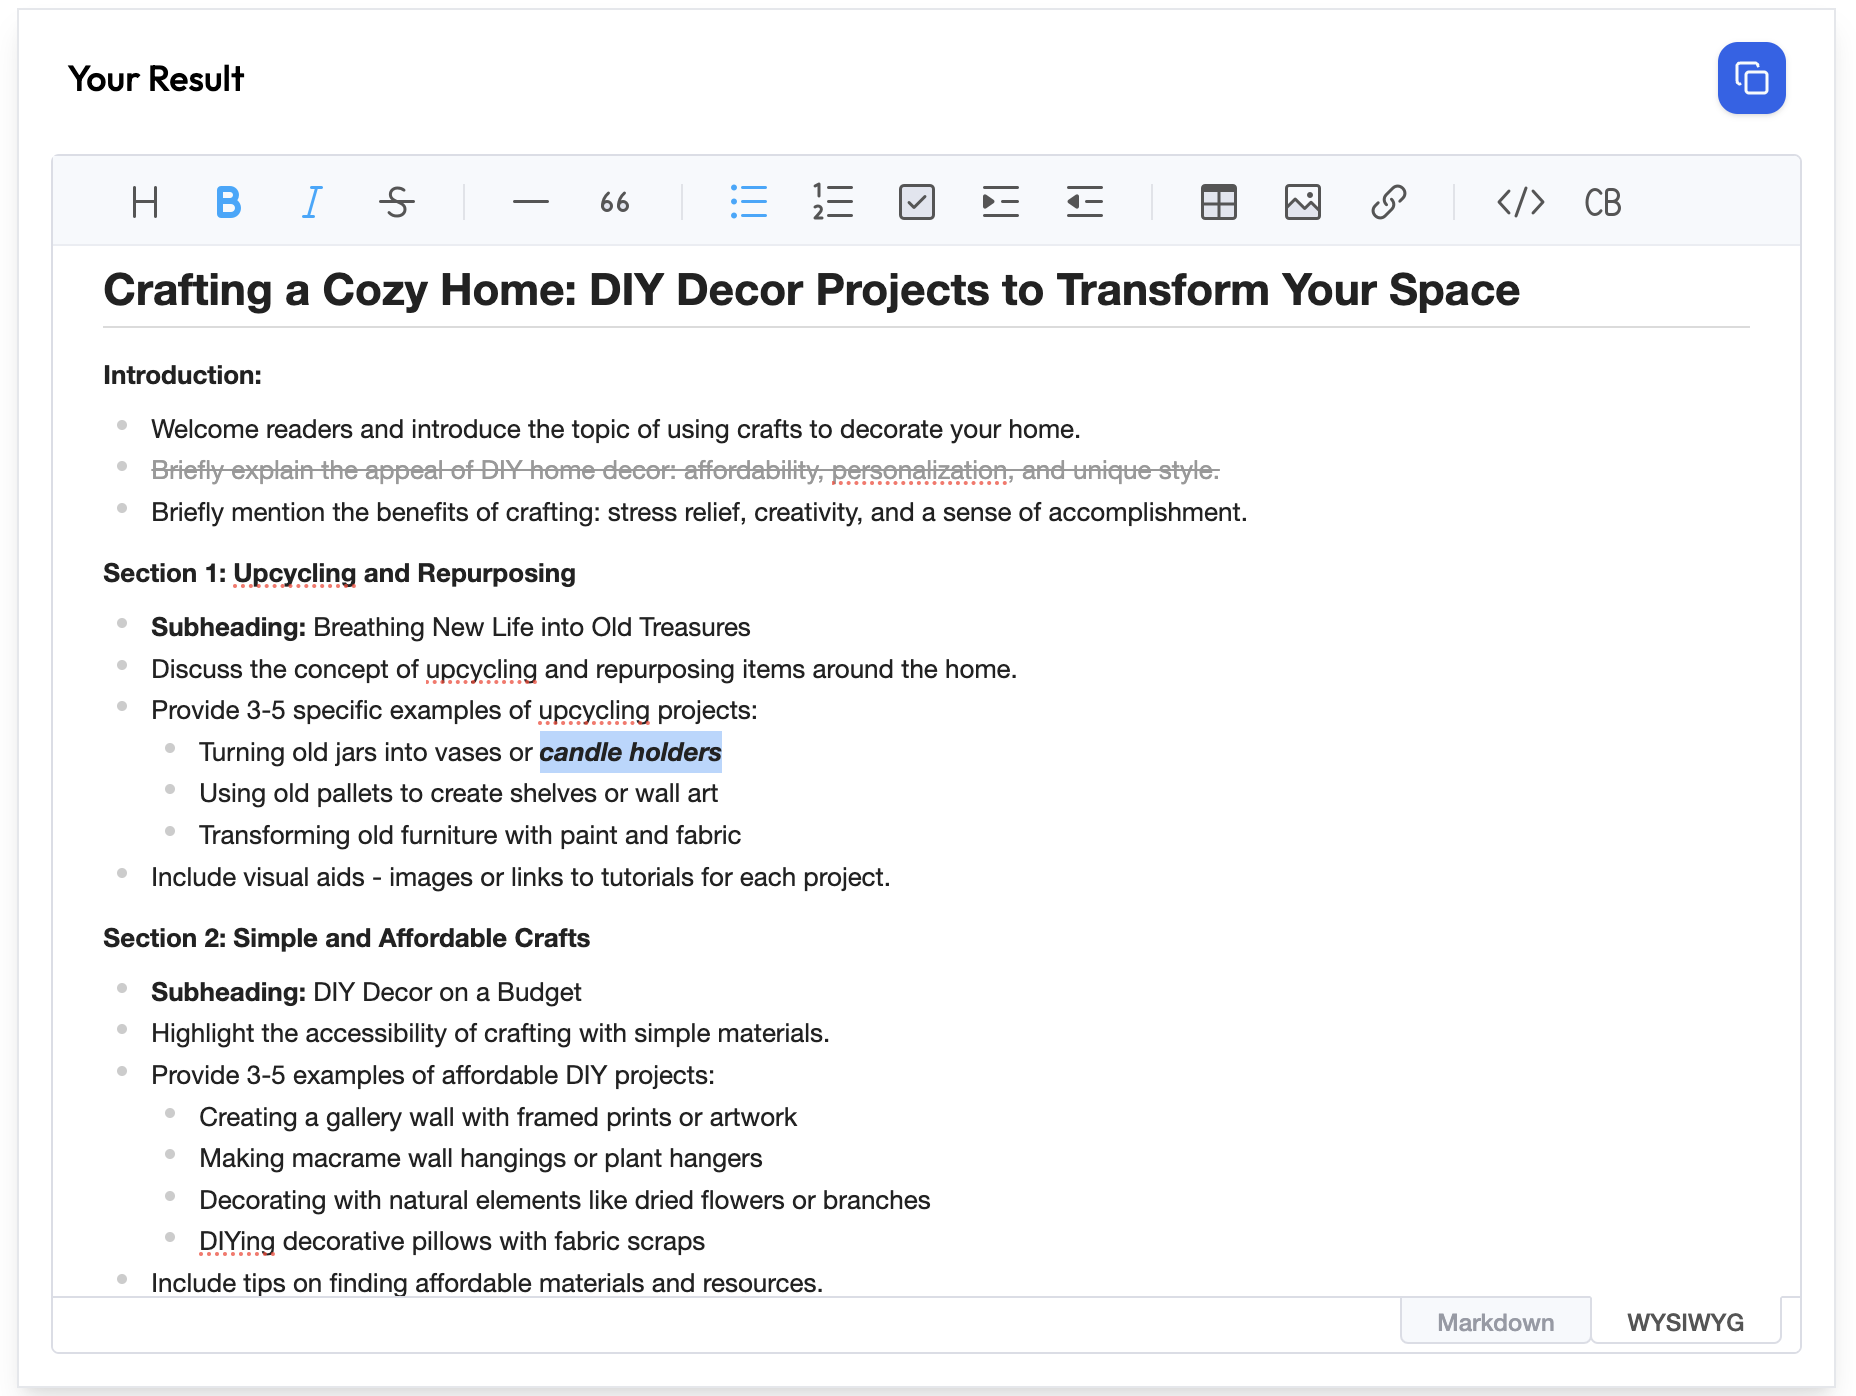 Your Result
H B I S — 66 1 2 </> CB
Crafting a Cozy Home: DIY Decor Projects to Transform Your Space
Introduction:
Welcome readers and introduce the topic of using crafts to decorate your home.
Briefly explain the appeal of DIY home decor: affordability, personalization, and unique style.
Briefly mention the benefits of crafting: stress relief, creativity, and a sense of accomplishment.
Section 1: Upcycling and Repurposing
Subheading: Breathing New Life into Old Treasures
Discuss the concept of upcycling and repurposing items around the home.
Provide 3-5 specific examples of upcycling projects:
Turning old jars into vases or candle holders
Using old pallets to create shelves or wall art
Transforming old furniture with paint and fabric
Include visual aids - images or links to tutorials for each project.
Section 2: Simple and Affordable Crafts
Subheading: DIY Decor on a Budget
Highlight the accessibility of crafting with simple materials.
Provide 3-5 examples of affordable DIY projects:
Creating a gallery wall with framed prints or artwork
Making macrame wall hangings or plant hangers
Decorating with natural elements like dried flowers or branches
DIYing decorative pillows with fabric scraps
Include tips on finding affordable materials and resources.
Markdown WYSIWYG